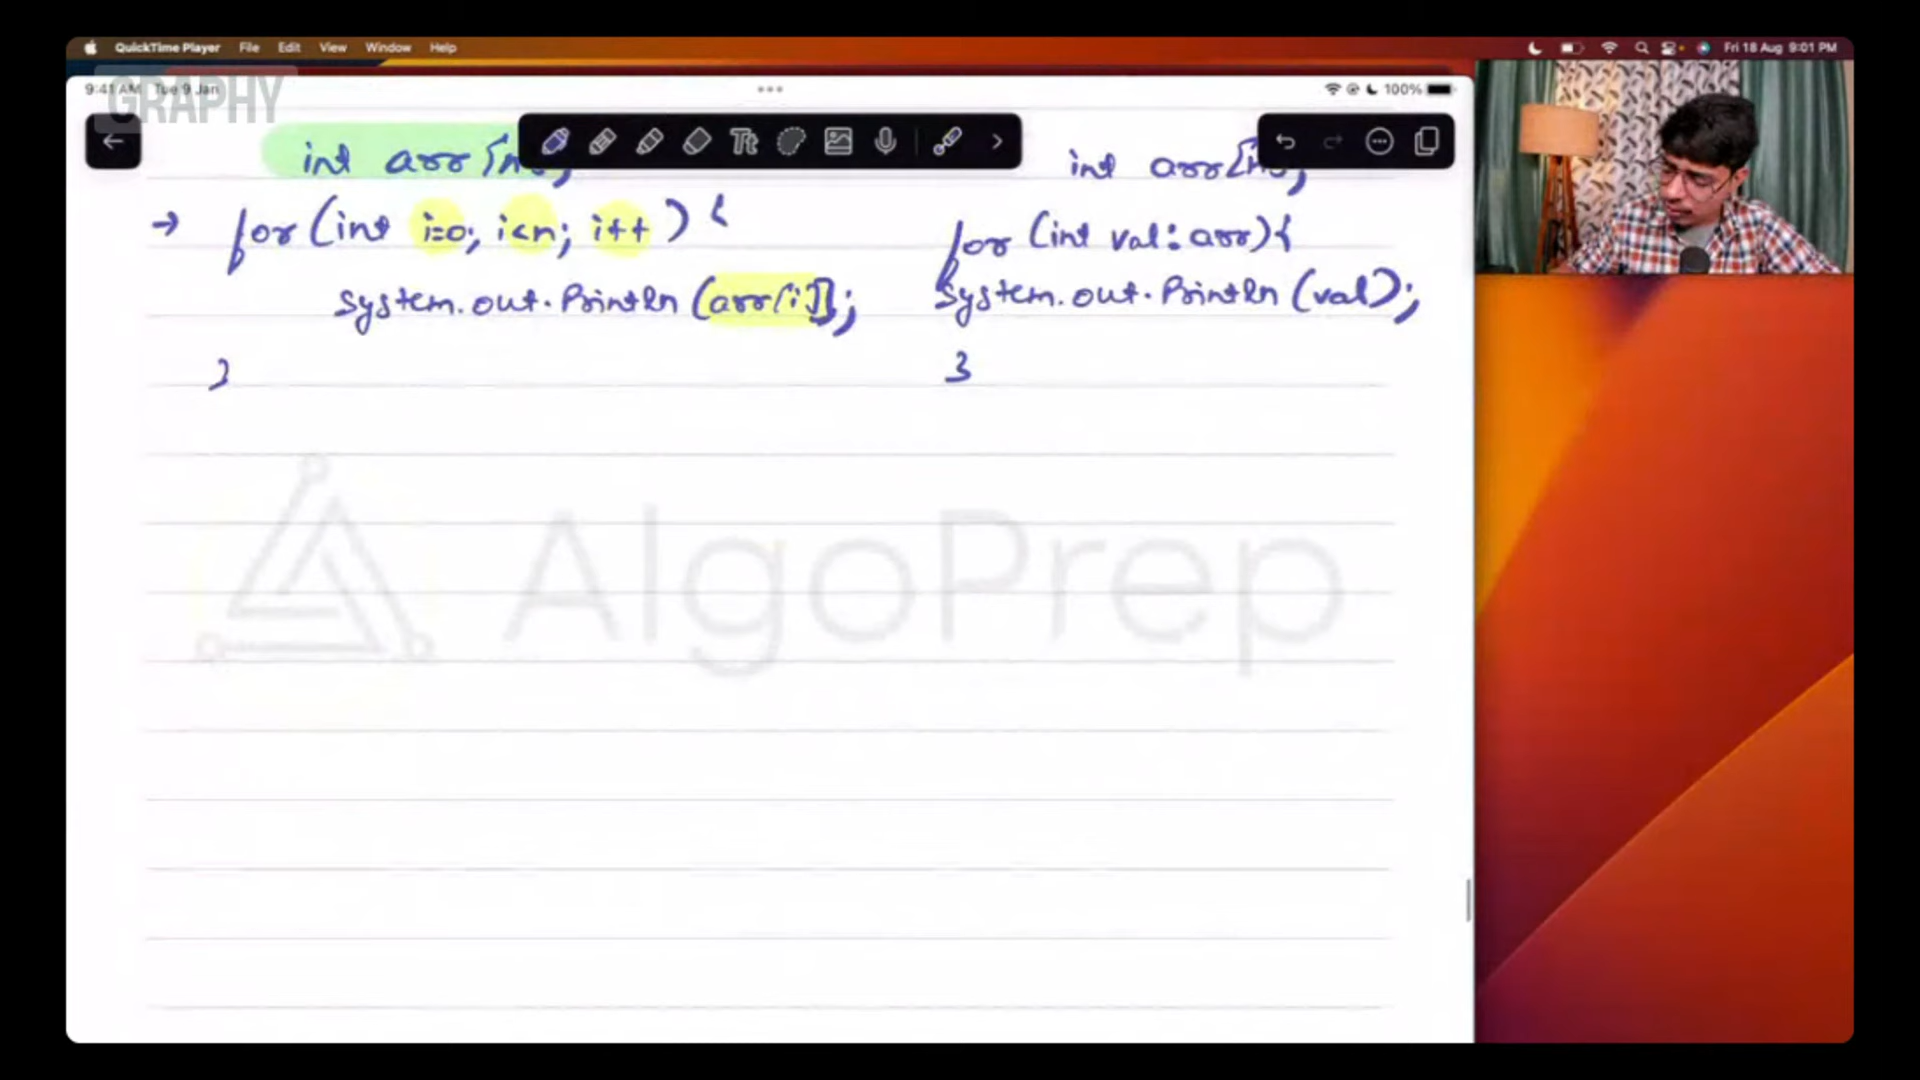 QuickTime Player File Edit View Window Help
Fri 18 Aug 9:01 PM
9:41 AM Tue 9 Jan
100%
GRAPHY
Tt
int arr[n];
for(int i=0; i<n; i++){
system.out.println(arr[i]);
}
int arr[n];
for(int val:arr){
system.out.println(val);
}
AlgoPrep